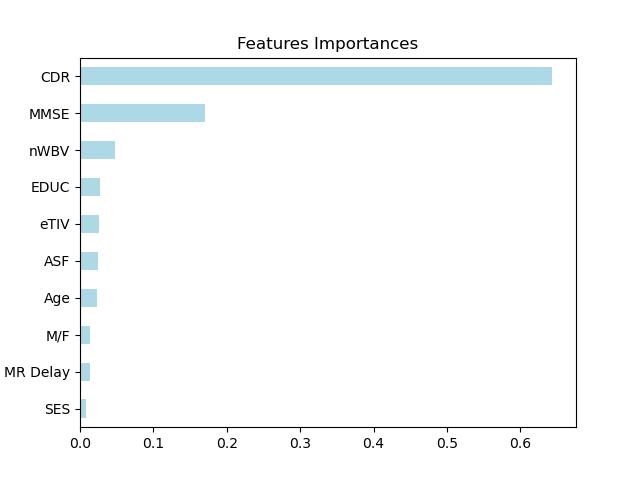 Features Importances
CDR
MMSE
nWBV
EDUC
eTIV
ASF
Age
M/F
MR Delay
SES
0.0 0.1 0.2 0.3 0.4 0.5 0.6